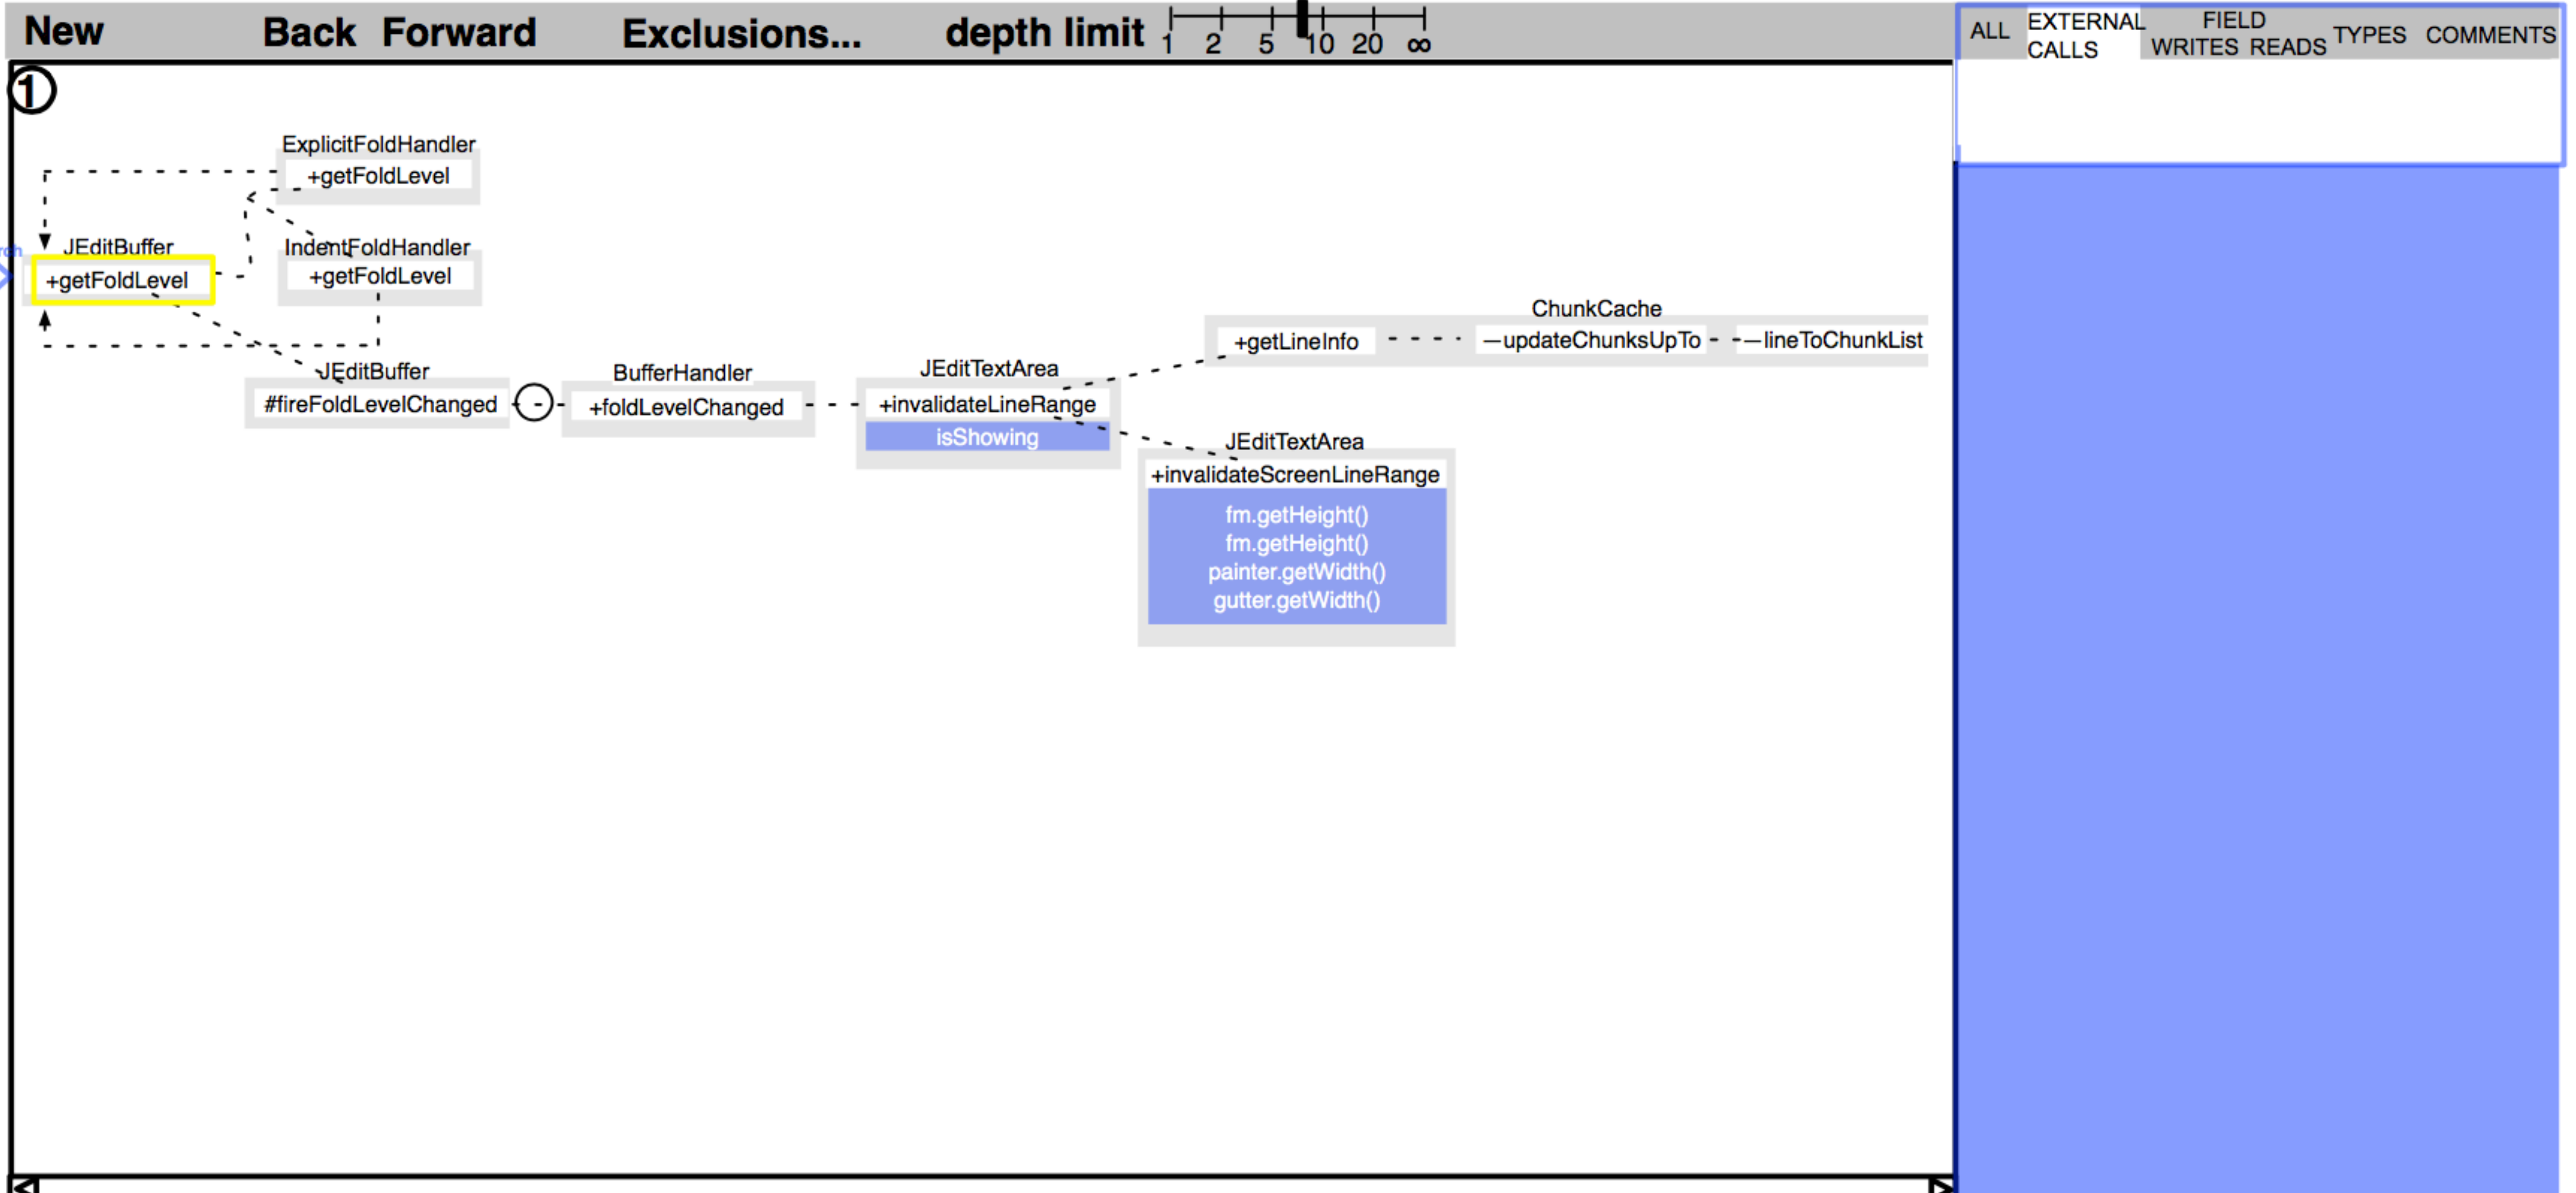 New Back Forward Exclusions... depth limit
1 2 5 10 20 ∞
ALL
EXTERNAL
CALLS
FIELD
WRITES READS
TYPES
COMMENTS
1
ExplicitFoldHandler
+getFoldLevel
JEditBuffer
+getFoldLevel
IndentFoldHandler
+getFoldLevel
JEditBuffer
#fireFoldLevelChanged
BufferHandler
+foldLevelChanged
JEditTextArea
+invalidateLineRange
isShowing
ChunkCache
+getLineInfo
—updateChunksUpTo
—lineToChunkList
JEditTextArea
+invalidateScreenLineRange
fm.getHeight()
fm.getHeight()
painter.getWidth()
gutter.getWidth()